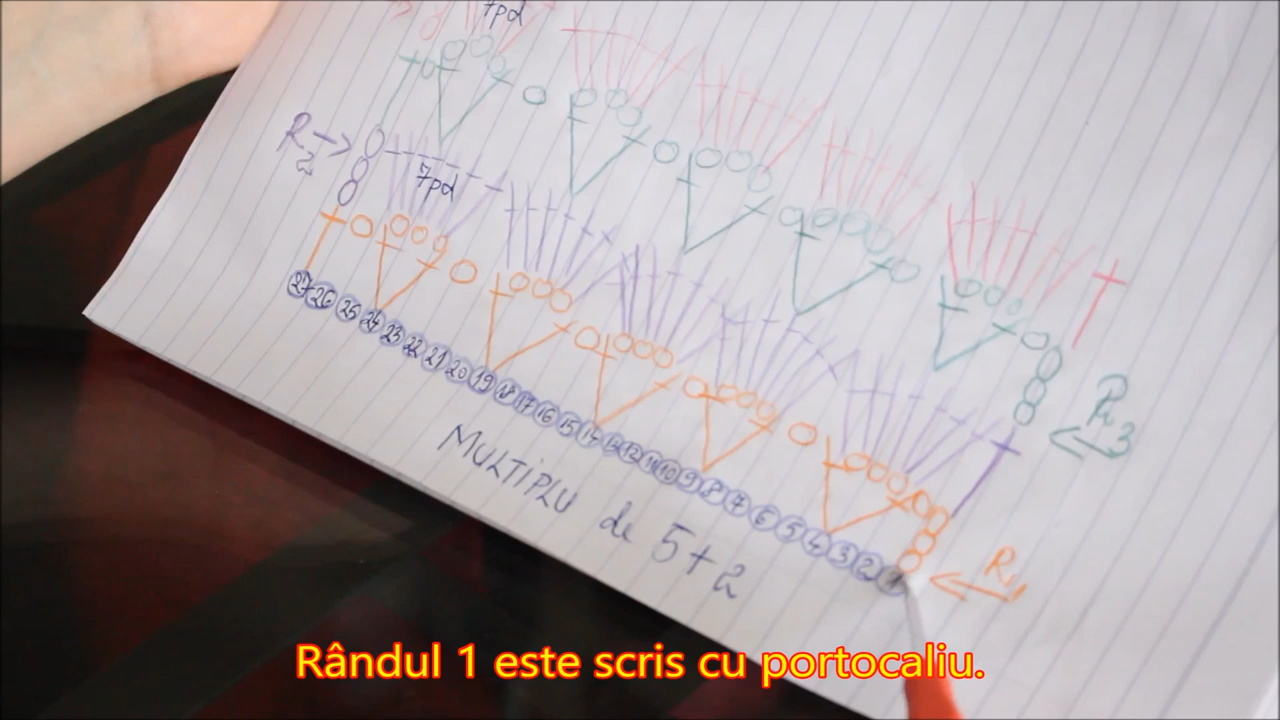 7pd
R2
7pd
R3
27 26 25 24 23 22 21 20 19 18 17 16 15 14 13 12 11 10 9 8 7 6 5 4 3 2 1
R1
MULTIPLU de 5+2
Rândul 1 este scris cu portocaliu.